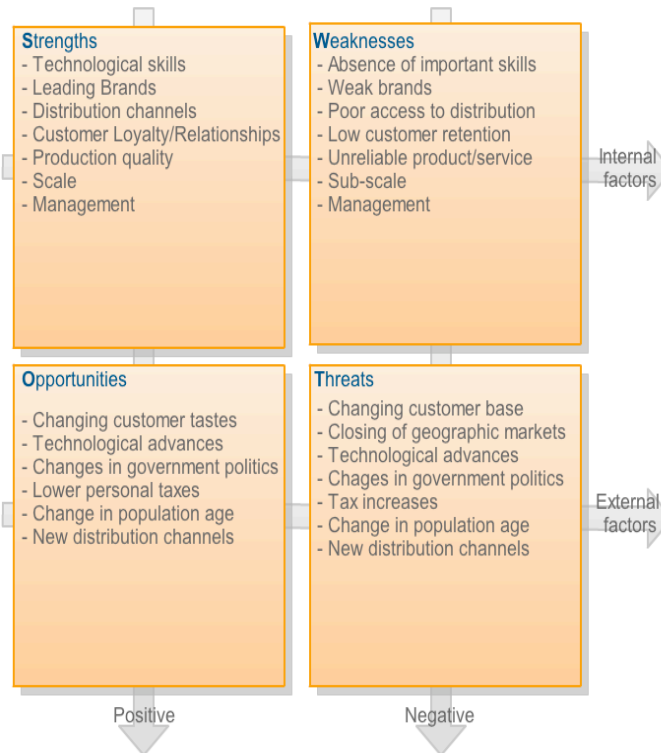 Strengths
- Technological skills
- Leading Brands
- Distribution channels
- Customer Loyalty/Relationships
- Production quality
- Scale
- Management
Weaknesses
- Absence of important skills
- Weak brands
- Poor access to distribution
- Low customer retention
- Unreliable product/service
- Sub-scale
- Management
Internal
factors
Opportunities
- Changing customer tastes
- Technological advances
- Changes in government politics
- Lower personal taxes
- Change in population age
- New distribution channels
Threats
- Changing customer base
- Closing of geographic markets
- Technological advances
- Chages in government politics
- Tax increases
- Change in population age
- New distribution channels
External
factors
Positive
Negative